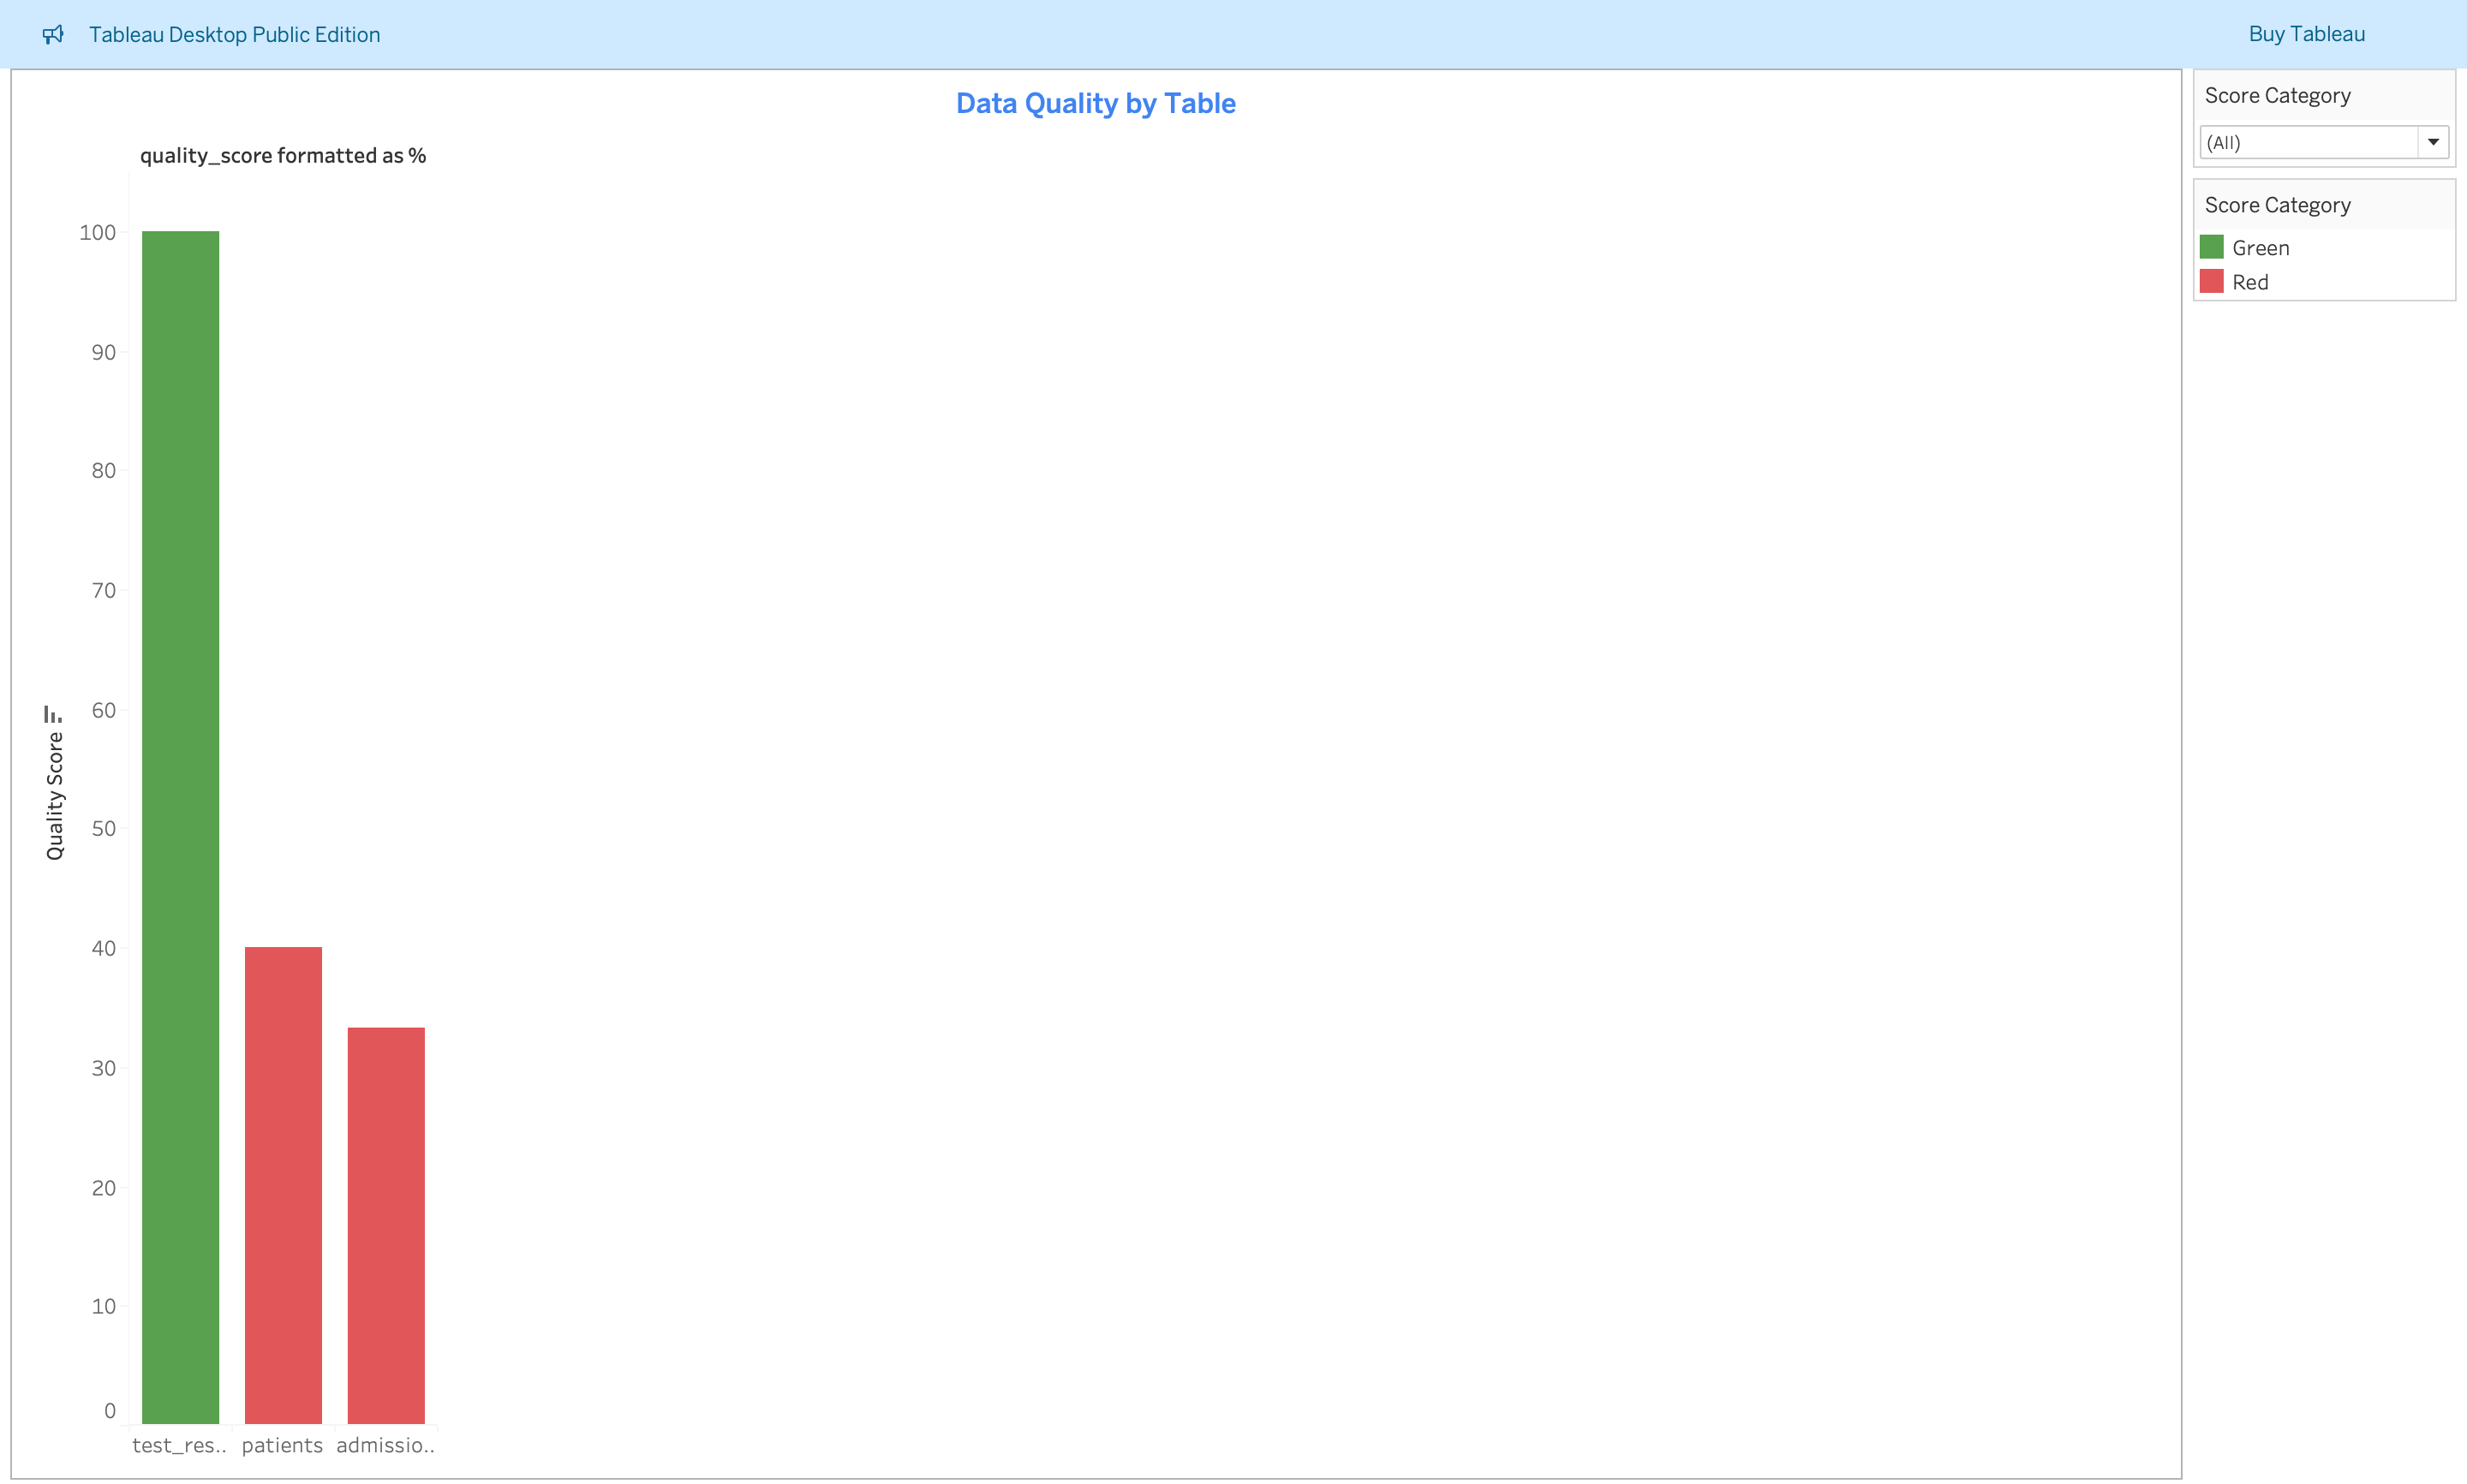 Tableau Desktop Public Edition
Buy Tableau
Data Quality by Table
quality_score formatted as %
100
90
80
70
60
50
40
30
20
10
0
Quality Score
test_res..
patients
admissio..
Score Category
(All)
Score Category
Green
Red